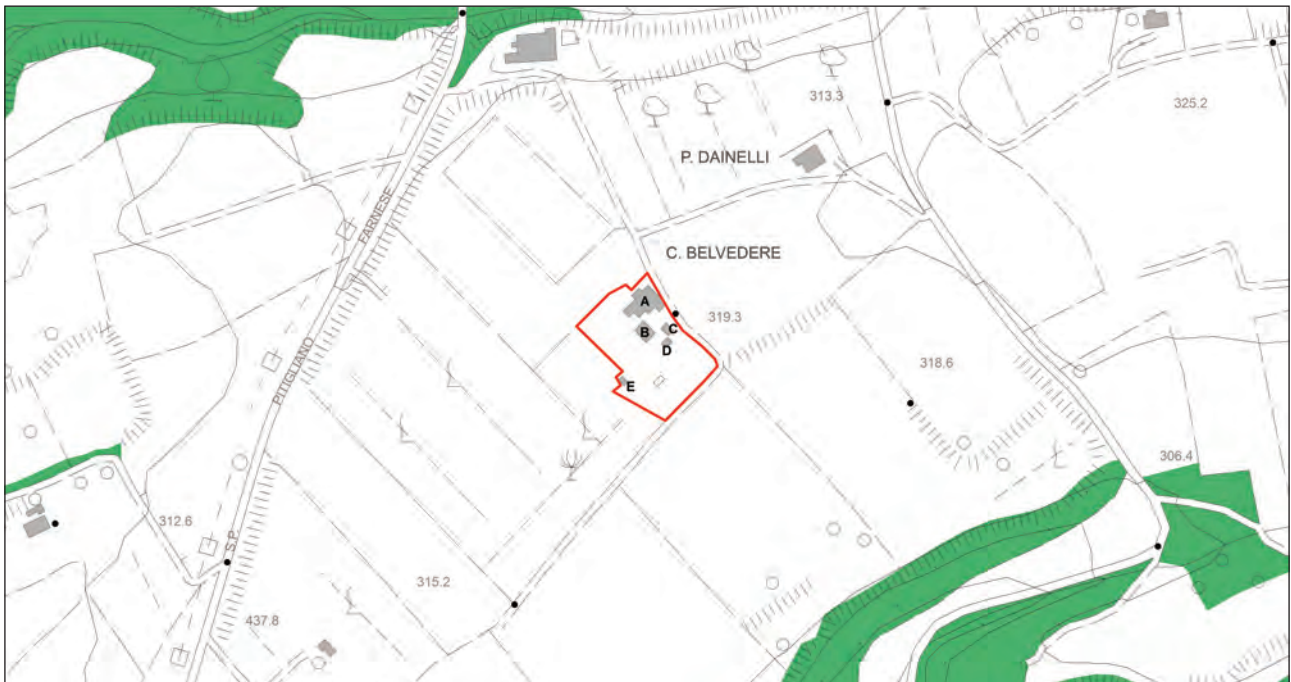 313.3
325.2
P. DAINELLI
FARNESE
C. BELVEDERE
A
319.3
B
C
D
PITIGLIANO
318.6
E
306.4
312.6
S.P.
315.2
437.8